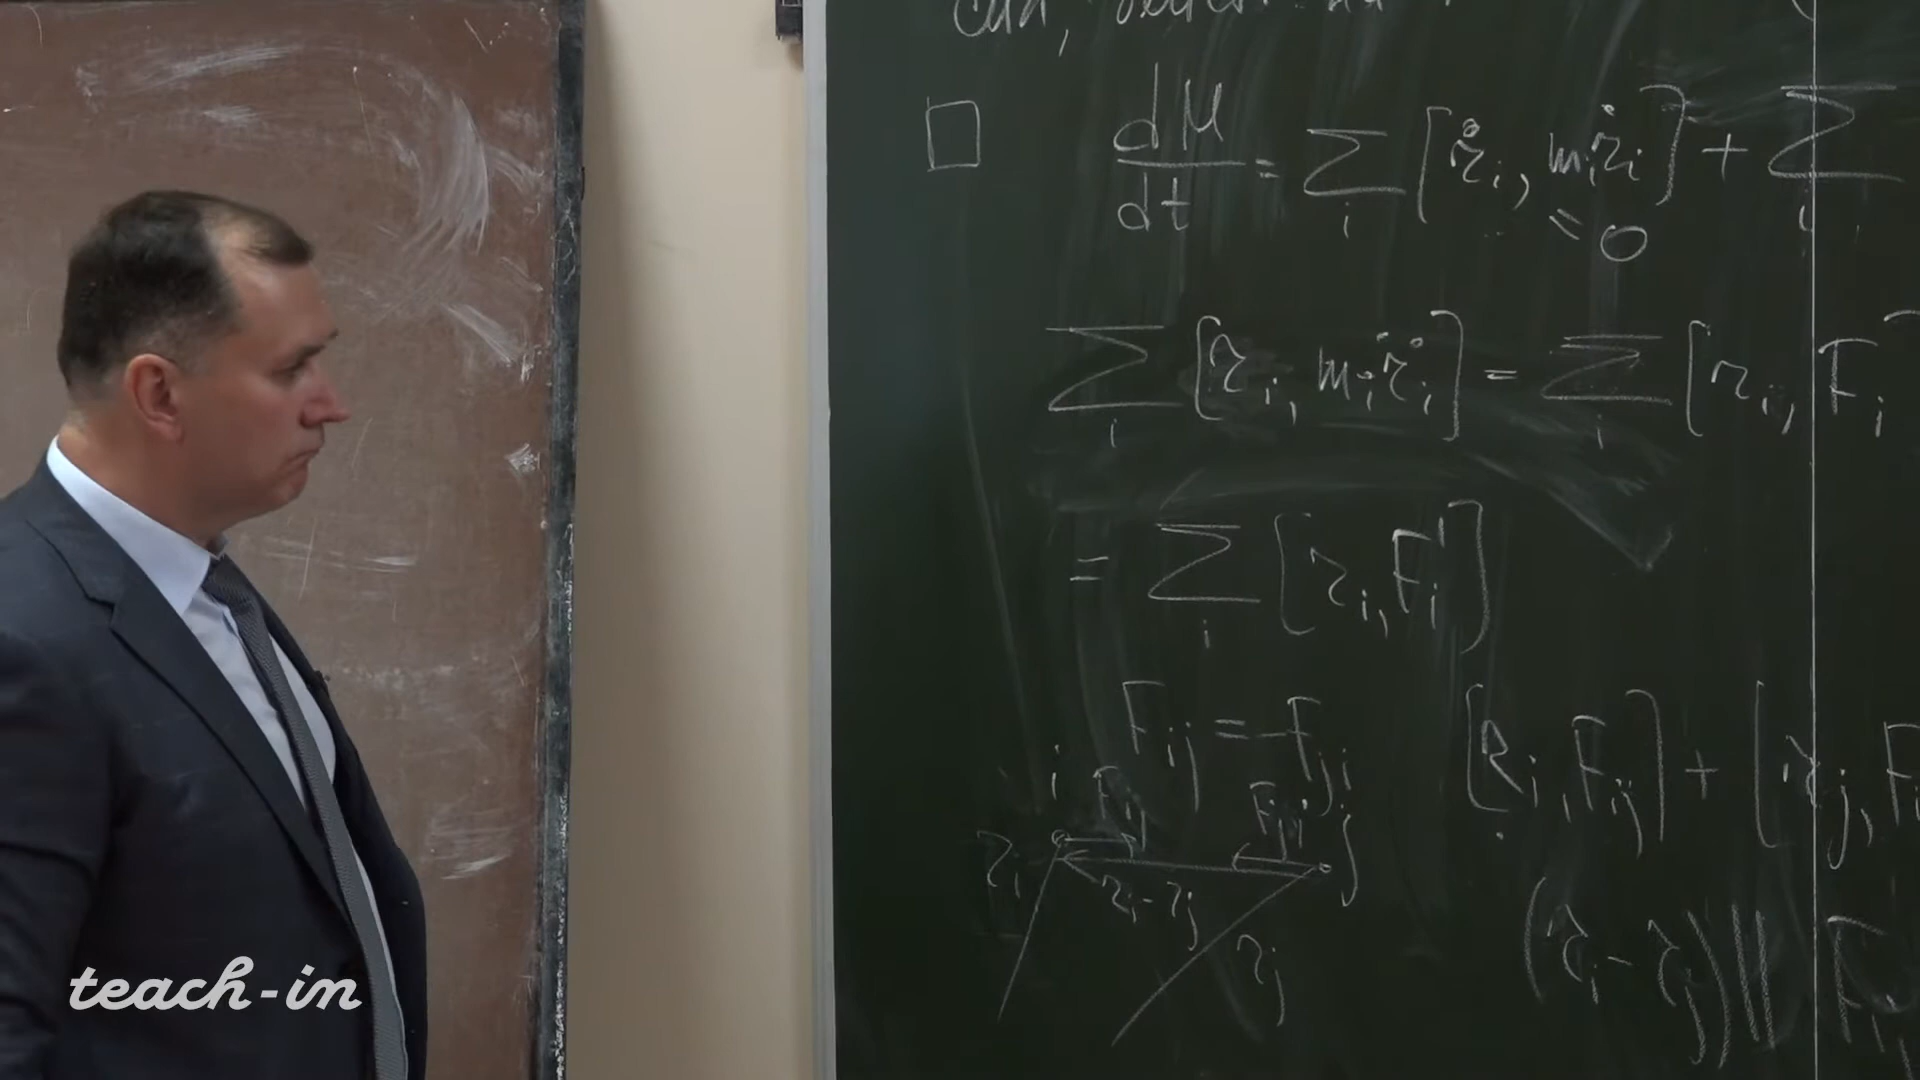 сил,
□ dM/dt = Σ_i [ṙ_i, m_i ṙ_i] + Σ_i
= 0
Σ_i [r_i, m_i r̈_i] = Σ_i [r_i, F_i
= Σ_i [r_i, F_i']
F_ij = -F_ji
[r_i, F_ij] + [r_j, F
i F_ij F_ji j
r_i r_i - r_j r_j
(r_i - r_j) || F
teach-in